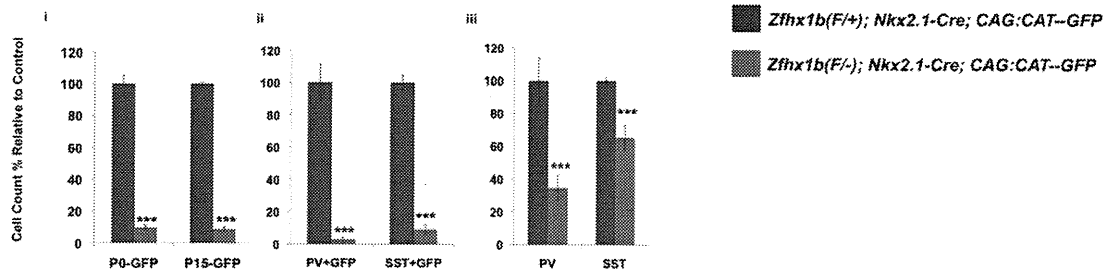 i
ii
iii
Zfhx1b(F/+); Nkx2.1-Cre; CAG:CAT--GFP
Zfhx1b(F/-); Nkx2.1-Cre; CAG:CAT--GFP
Cell Count % Relative to Control
120
100
80
60
40
20
0
***
***
P0-GFP
P15-GFP
120
100
80
60
40
20
0
***
***
PV+GFP
SST+GFP
120
100
80
60
40
20
0
***
***
PV
SST